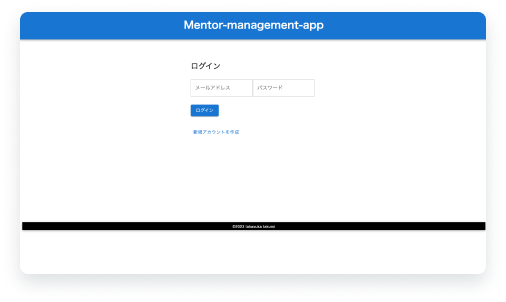 Mentor-management-app
ログイン
メールアドレス パスワード
ログイン
新規アカウントを作成
©2022 takasuka takumi